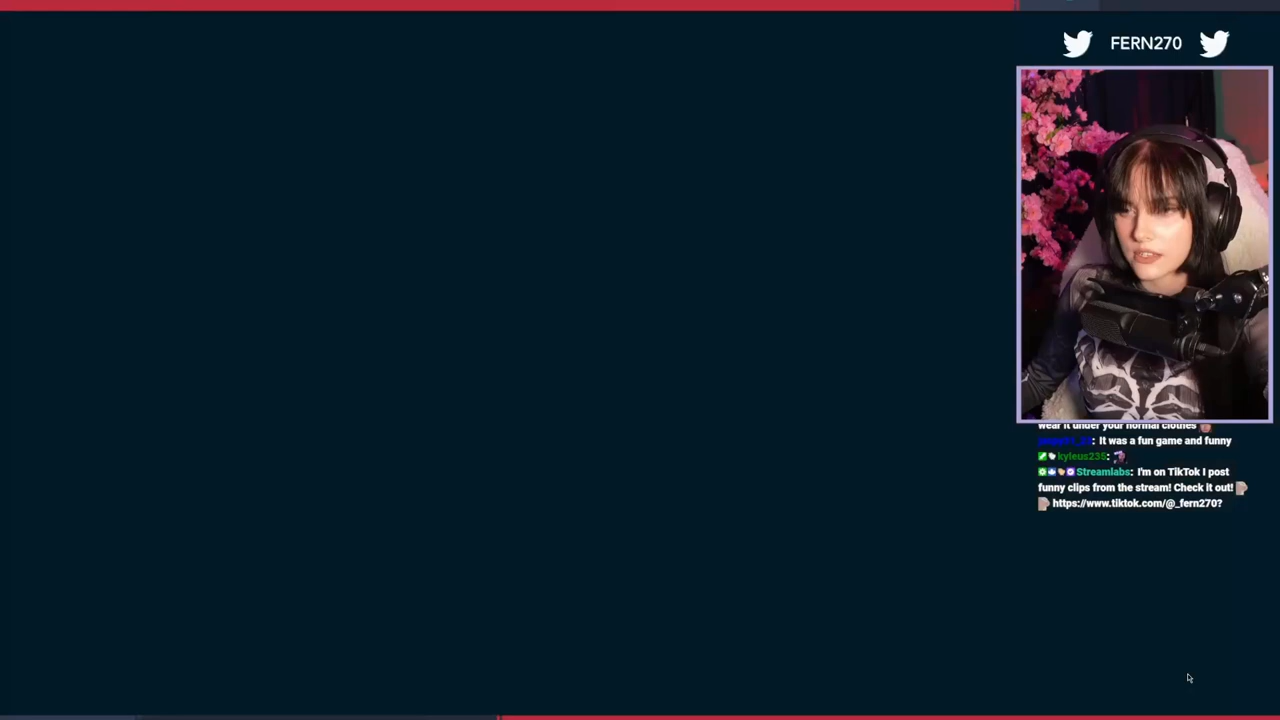 FERN270
wear it under your normal clothes
: It was a fun game and funny
kyleus235:
Streamlabs: I'm on TikTok I post
funny clips from the stream! Check it out!
https://www.tiktok.com/@_fern270?